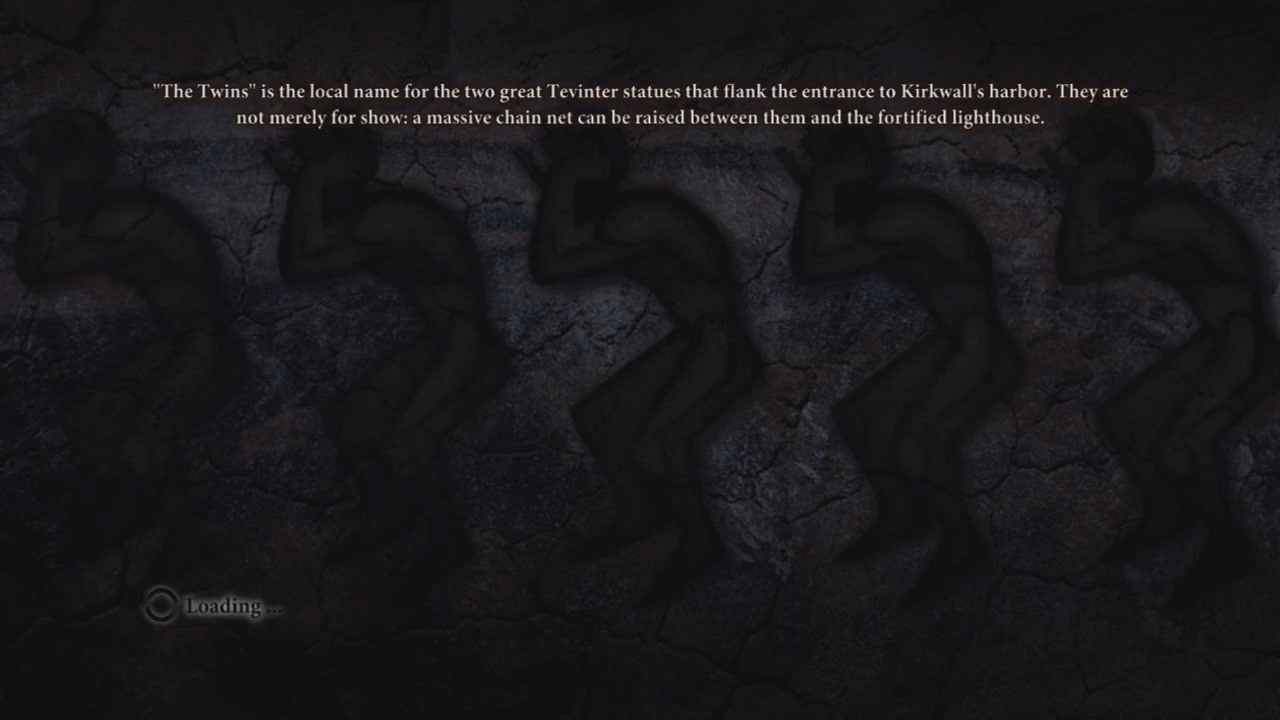 "The Twins" is the local name for the two great Tevinter statues that flank the entrance to Kirkwall's harbor. They are
not merely for show: a massive chain net can be raised between them and the fortified lighthouse.
Loading ...